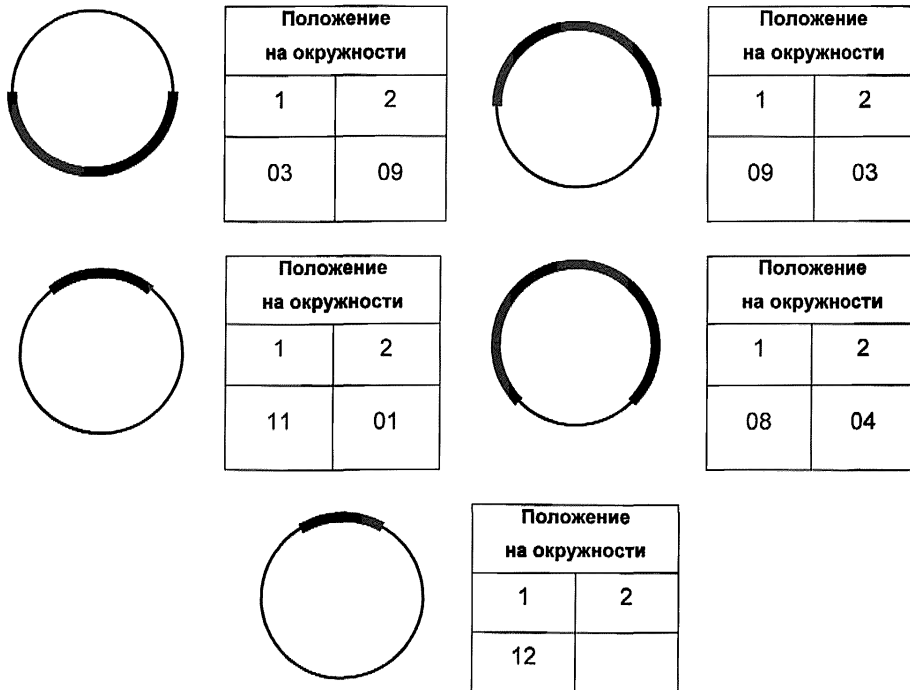 Положение
на окружности
1 2
03 09
Положение
на окружности
1 2
09 03
Положение
на окружности
1 2
11 01
Положение
на окружности
1 2
08 04
Положение
на окружности
1 2
12